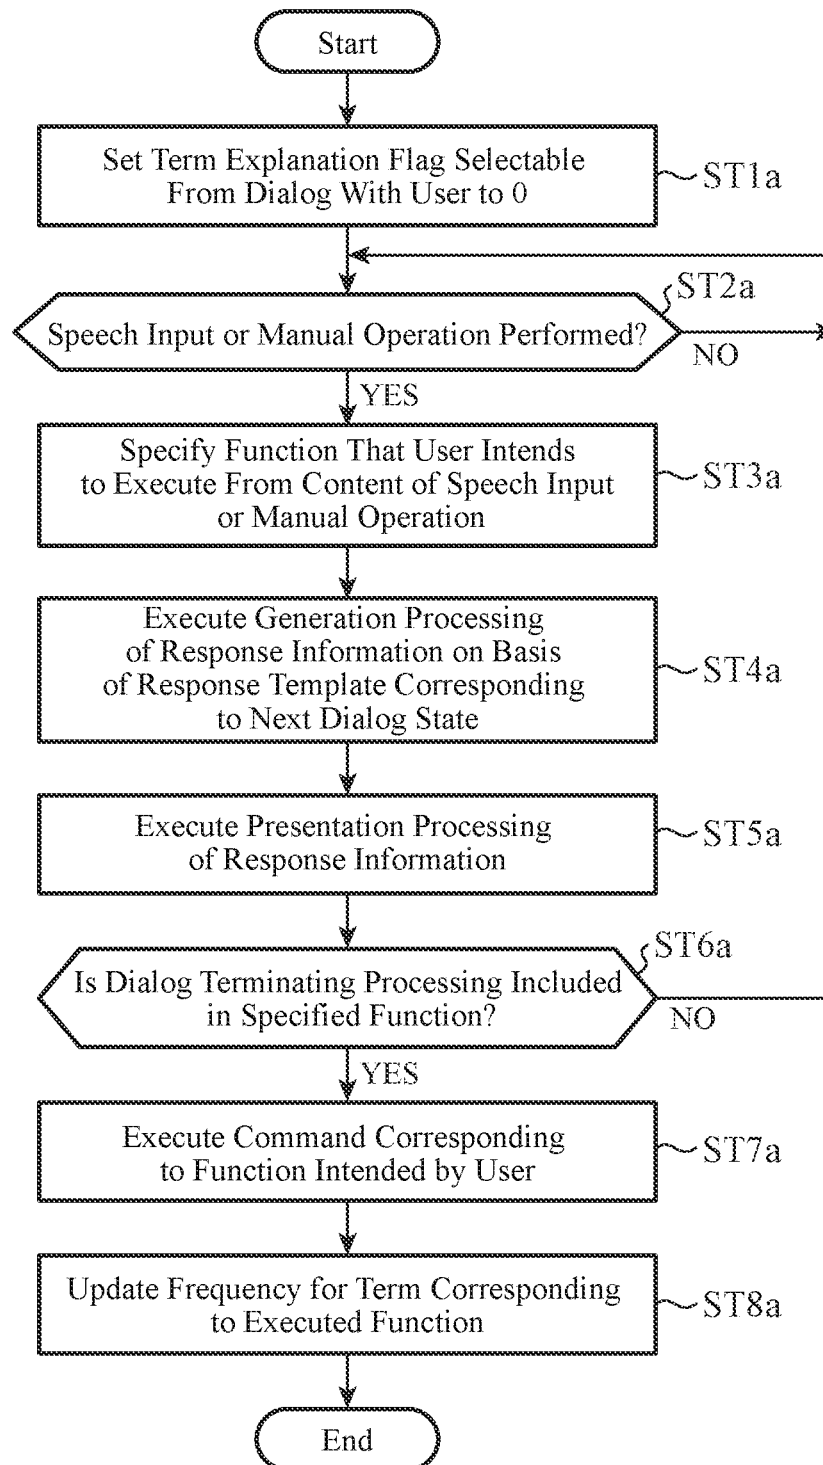 Start
Set Term Explanation Flag Selectable
From Dialog With User to 0
ST1a
ST2a
Speech Input or Manual Operation Performed?
NO
YES
Specify Function That User Intends
to Execute From Content of Speech Input
or Manual Operation
ST3a
Execute Generation Processing
of Response Information on Basis
of Response Template Corresponding
to Next Dialog State
ST4a
Execute Presentation Processing
of Response Information
ST5a
ST6a
Is Dialog Terminating Processing Included
in Specified Function?
NO
YES
Execute Command Corresponding
to Function Intended by User
ST7a
Update Frequency for Term Corresponding
to Executed Function
ST8a
End